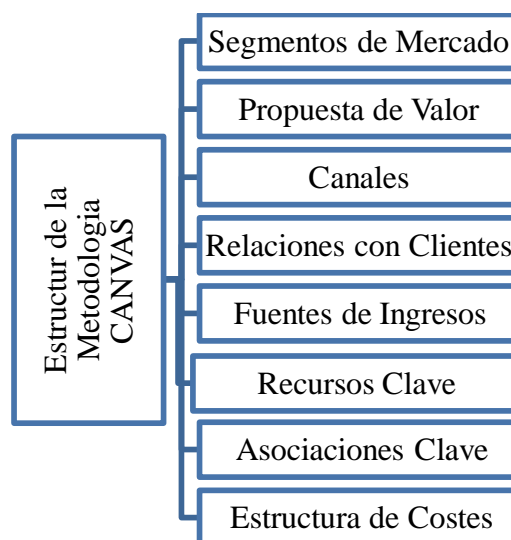 Estructur de la
Metodologia
CANVAS
Segmentos de Mercado
Propuesta de Valor
Canales
Relaciones con Clientes
Fuentes de Ingresos
Recursos Clave
Asociaciones Clave
Estructura de Costes